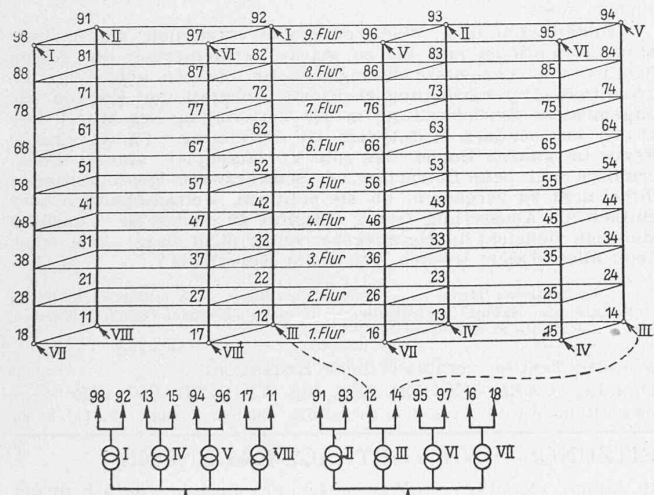 91 92 93 94
98 II 97 I 9. Flur 96 II 95 V
I 81 VI 82 V 83 VI 84
88 87 8. Flur 86 85
71 72 73 74
78 77 7. Flur 76 75
61 62 63 64
68 67 6. Flur 66 65
51 52 53 54
58 57 5. Flur 56 55
41 42 43 44
48 47 4. Flur 46 45
31 32 33 34
38 37 3. Flur 36 35
21 22 23 24
28 27 2. Flur 26 25
11 12 13 14
18 VIII 17 III 1. Flur 16 IV 15 III
VII VIII VII IV
98 92 13 15 94 96 17 11 91 93 12 14 95 97 16 18
I IV V VIII II III VI VII